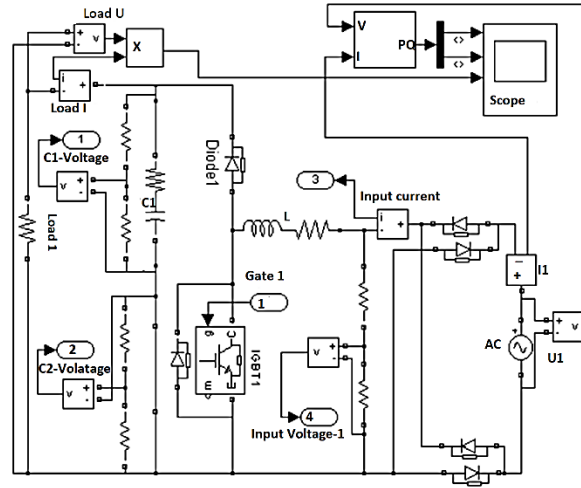 Load U
+
-
v
X
V
I
PQ
<>
<>
Scope
i
+
-
Load I
1
C1-Voltage
v
+
-
C1
Load 1
Diode1
3
Input current
i
-
+
L
Gate 1
1
g
C
m
E
IGBT1
2
C2-Volatage
v
+
-
v
+
-
4
Input Voltage-1
-
+
I1
+
AC
+
-
v
U1